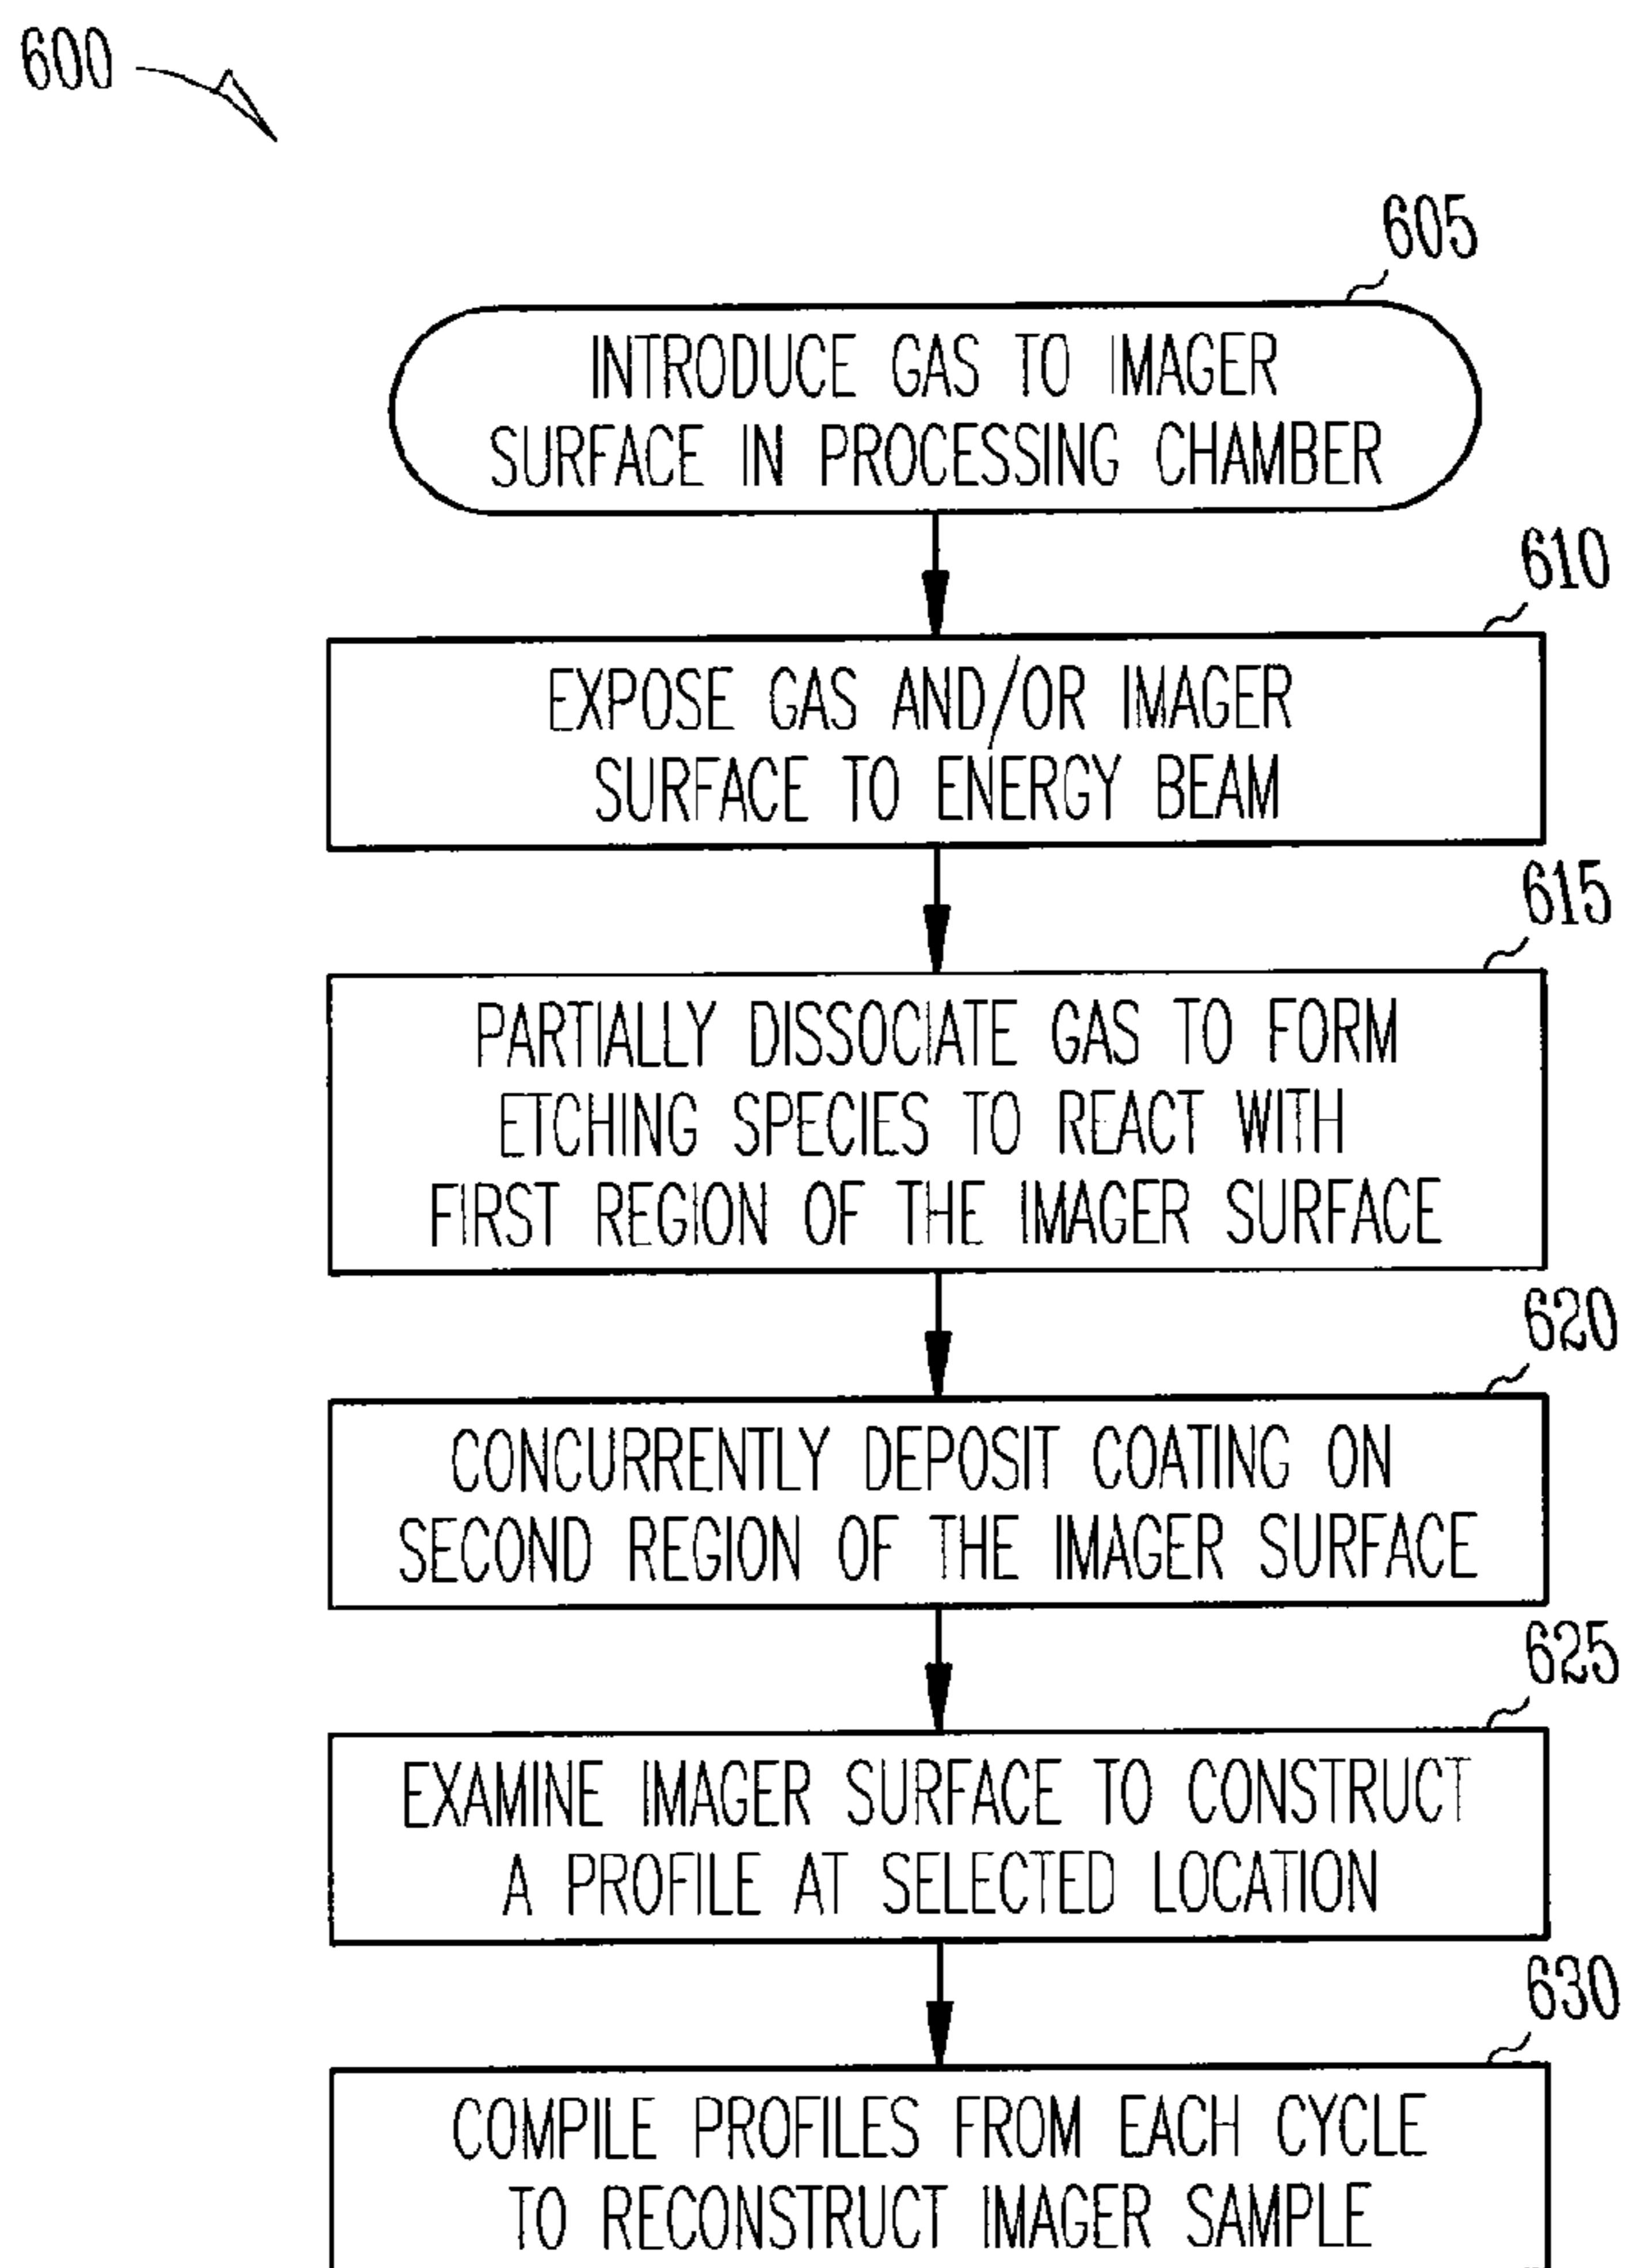 600
605
INTRODUCE GAS TO IMAGER
SURFACE IN PROCESSING CHAMBER
610
EXPOSE GAS AND/OR IMAGER
SURFACE TO ENERGY BEAM
615
PARTIALLY DISSOCIATE GAS TO FORM
ETCHING SPECIES TO REACT WITH
FIRST REGION OF THE IMAGER SURFACE
620
CONCURRENTLY DEPOSIT COATING ON
SECOND REGION OF THE IMAGER SURFACE
625
EXAMINE IMAGER SURFACE TO CONSTRUCT
A PROFILE AT SELECTED LOCATION
630
COMPILE PROFILES FROM EACH CYCLE
TO RECONSTRUCT IMAGER SAMPLE